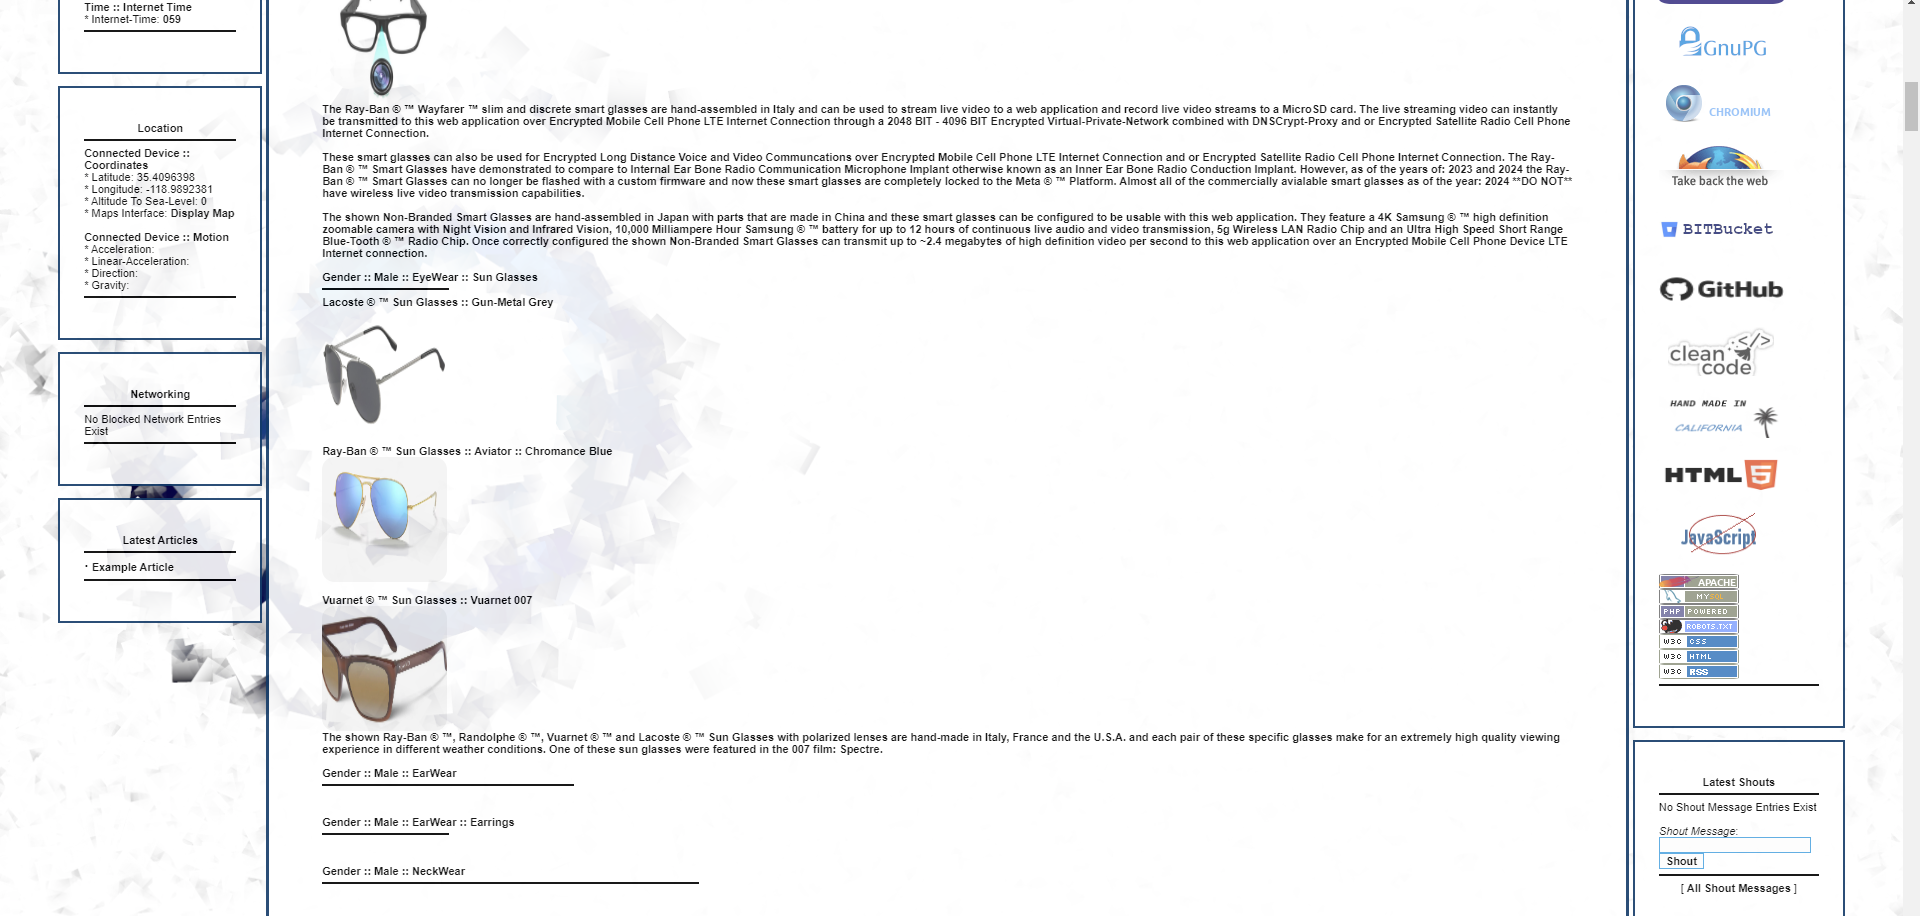 Time :: Internet Time
* Internet-Time: 059
Location
Connected Device ::
Coordinates
* Latitude: 35.4096398
* Longitude: -118.9892381
* Altitude To Sea-Level: 0
* Maps Interface: Display Map
Connected Device :: Motion
* Acceleration:
* Linear-Acceleration:
* Direction:
* Gravity:
Networking
No Blocked Network Entries
Exist
Latest Articles
· Example Article
The Ray-Ban ® ™ Wayfarer ™ slim and discrete smart glasses are hand-assembled in Italy and can be used to stream live video to a web application and record live video streams to a MicroSD card. The live streaming video can instantly
be transmitted to this web application over Encrypted Mobile Cell Phone LTE Internet Connection through a 2048 BIT - 4096 BIT Encrypted Virtual-Private-Network combined with DNSCrypt-Proxy and or Encrypted Satellite Radio Cell Phone
Internet Connection.
These smart glasses can also be used for Encrypted Long Distance Voice and Video Communcations over Encrypted Mobile Cell Phone LTE Internet Connection and or Encrypted Satellite Radio Cell Phone Internet Connection. The Ray-
Ban ® ™ Smart Glasses have demonstrated to compare to Internal Ear Bone Radio Communication Microphone Implant otherwise known as an Inner Ear Bone Radio Conduction Implant. However, as of the years of: 2023 and 2024 the Ray-
Ban ® ™ Smart Glasses can no longer be flashed with a custom firmware and now these smart glasses are completely locked to the Meta ® ™ Platform. Almost all of the commercially avialable smart glasses as of the year: 2024 **DO NOT**
have wireless live video transmission capabilities.
The shown Non-Branded Smart Glasses are hand-assembled in Japan with parts that are made in China and these smart glasses can be configured to be usable with this web application. They feature a 4K Samsung ® ™ high definition
zoomable camera with Night Vision and Infrared Vision, 10,000 Milliampere Hour Samsung ® ™ battery for up to 12 hours of continuous live audio and video transmission, 5g Wireless LAN Radio Chip and an Ultra High Speed Short Range
Blue-Tooth ® ™ Radio Chip. Once correctly configured the shown Non-Branded Smart Glasses can transmit up to ~2.4 megabytes of high definition video per second to this web application over an Encrypted Mobile Cell Phone Device LTE
Internet connection.
Gender :: Male :: EyeWear :: Sun Glasses
Lacoste ® ™ Sun Glasses :: Gun-Metal Grey
Ray-Ban ® ™ Sun Glasses :: Aviator :: Chromance Blue
Vuarnet ® ™ Sun Glasses :: Vuarnet 007
The shown Ray-Ban ® ™, Randolphe ® ™, Vuarnet ® ™ and Lacoste ® ™ Sun Glasses with polarized lenses are hand-made in Italy, France and the U.S.A. and each pair of these specific glasses make for an extremely high quality viewing
experience in different weather conditions. One of these sun glasses were featured in the 007 film: Spectre.
Gender :: Male :: EarWear
Gender :: Male :: EarWear :: Earrings
Gender :: Male :: NeckWear
GnuPG
CHROMIUM
Take back the web
BITBucket
GitHub
clean </>
code
HAND MADE IN
CALIFORNIA
HTML 5
JavaScript
APACHE
MYSQL
PHP POWERED
ROBOTS.TXT
W3C CSS
W3C HTML
W3C RSS
Latest Shouts
No Shout Message Entries Exist
Shout Message:
Shout
[ All Shout Messages ]